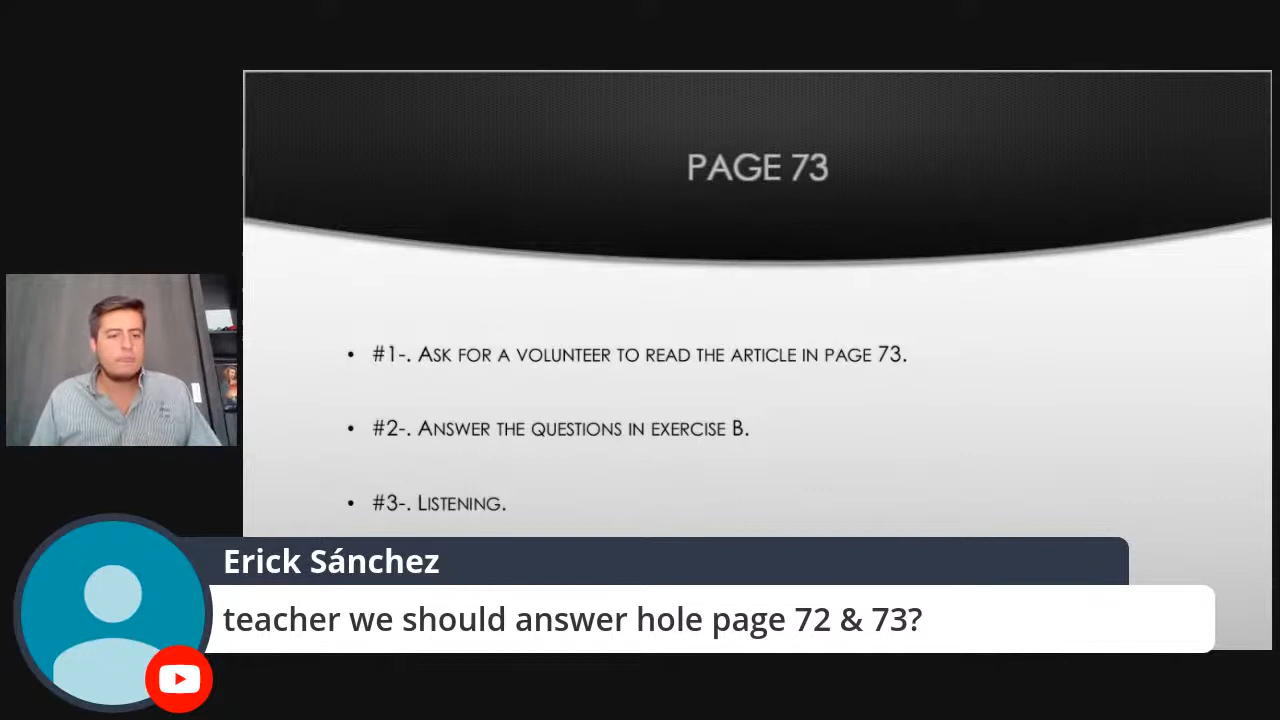 PAGE 73
• #1-. ASK FOR A VOLUNTEER TO READ THE ARTICLE IN PAGE 73.
• #2-. ANSWER THE QUESTIONS IN EXERCISE B.
• #3-. LISTENING.
Erick Sánchez
teacher we should answer hole page 72 & 73?